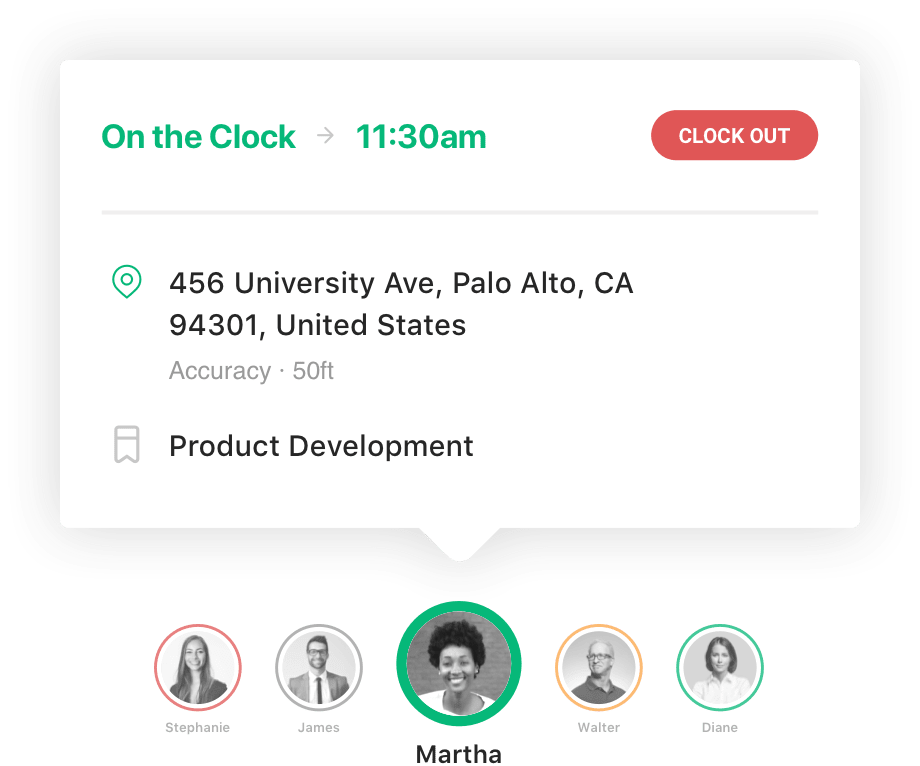 On the Clock → 11:30am
CLOCK OUT
456 University Ave, Palo Alto, CA
94301, United States
Accuracy · 50ft
Product Development
Stephanie
James
Martha
Walter
Diane